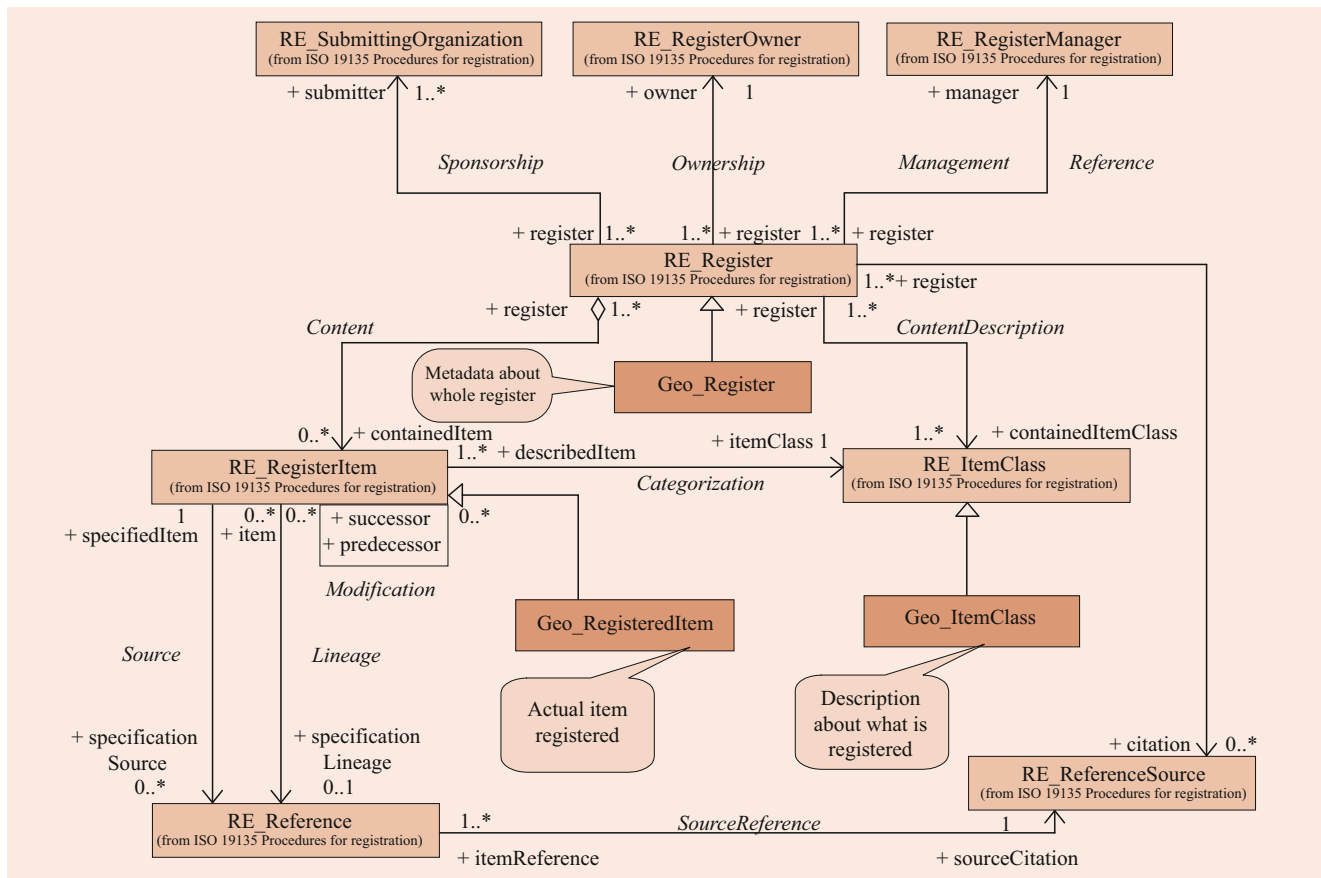 RE_SubmittingOrganization
(from ISO 19135 Procedures for registration)
RE_RegisterOwner
(from ISO 19135 Procedures for registration)
RE_RegisterManager
(from ISO 19135 Procedures for registration)
+ submitter 1..*
+ owner 1
+ manager 1
Sponsorship
Ownership
Management
Reference
+ register 1..*
1..* + register
1..* + register
RE_Register
(from ISO 19135 Procedures for registration)
1..*+ register
+ register 1..*
+ register 1..*
Content
ContentDescription
Metadata about
whole register
Geo_Register
0..* + containedItem
1..* + describedItem
+ itemClass 1
1..* + containedItemClass
RE_RegisterItem
(from ISO 19135 Procedures for registration)
Categorization
RE_ItemClass
(from ISO 19135 Procedures for registration)
1
+ specifiedItem
0..*
+ item
0..*
+ successor
+ predecessor
0..*
Modification
Geo_RegisteredItem
Geo_ItemClass
Source
Lineage
Actual item
registered
Description
about what is
registered
+ specification
Source
0..*
+ specification
Lineage
0..1
+ citation 0..*
RE_ReferenceSource
(from ISO 19135 Procedures for registration)
RE_Reference
(from ISO 19135 Procedures for registration)
1..*
SourceReference
1
+ itemReference
+ sourceCitation